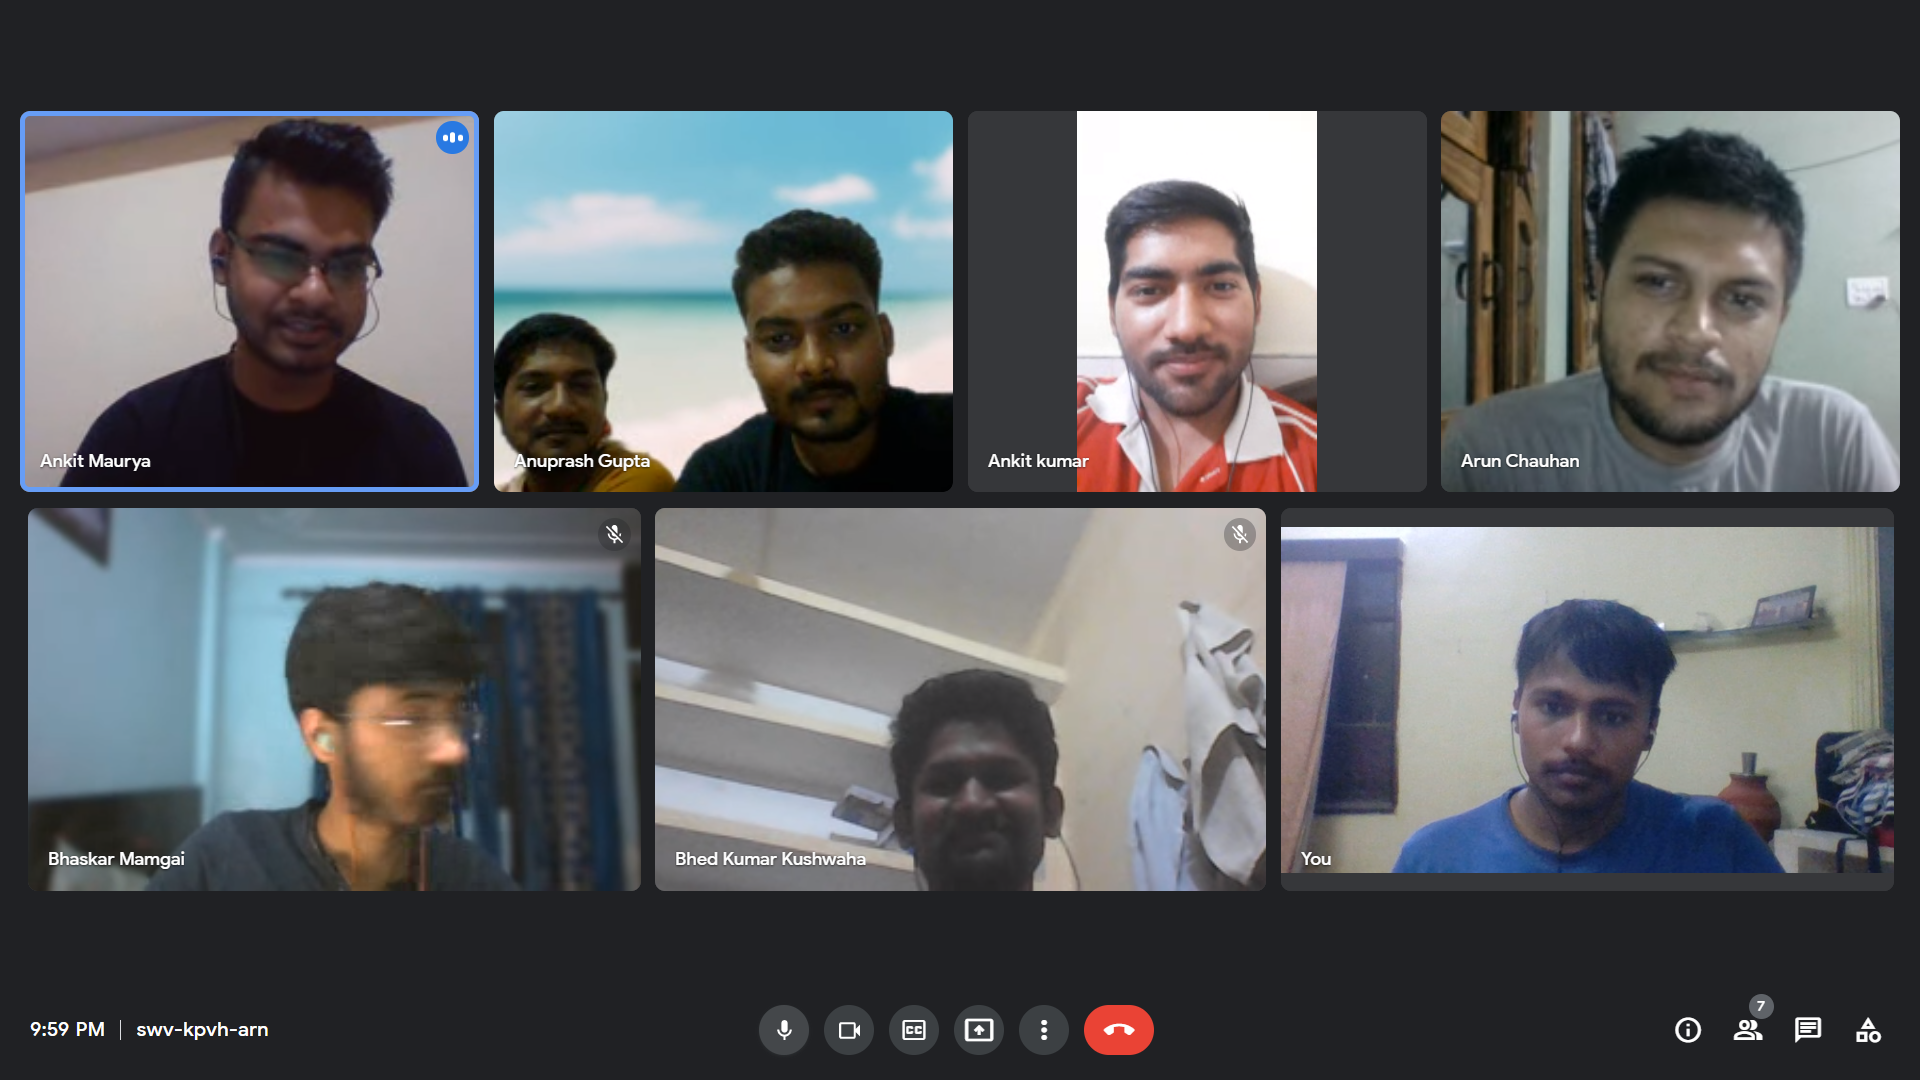 Ankit Maurya
Anuprash Gupta
Ankit kumar
Arun Chauhan
Bhaskar Mamgai
Bhed Kumar Kushwaha
You
9:59 PM | swv-kpvh-arn
CC
7